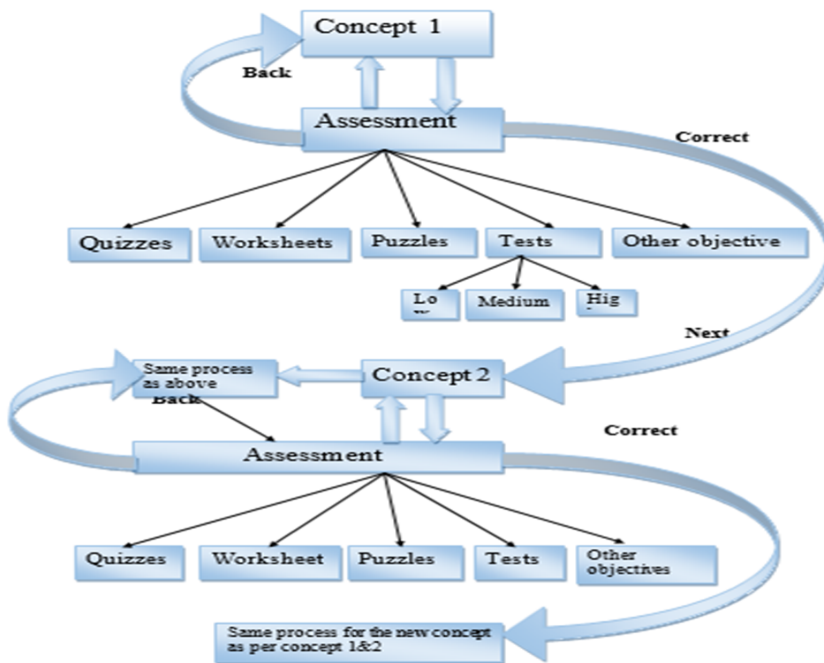 Concept 1
Back
Assessment
Correct
Quizzes
Worksheets
Puzzles
Tests
Other objective
Medium
Next
Same process
as above
Concept 2
Back
Correct
Assessment
Quizzes
Worksheet
Puzzles
Tests
Other
objectives
Same process for the new concept
as per concept 1&2